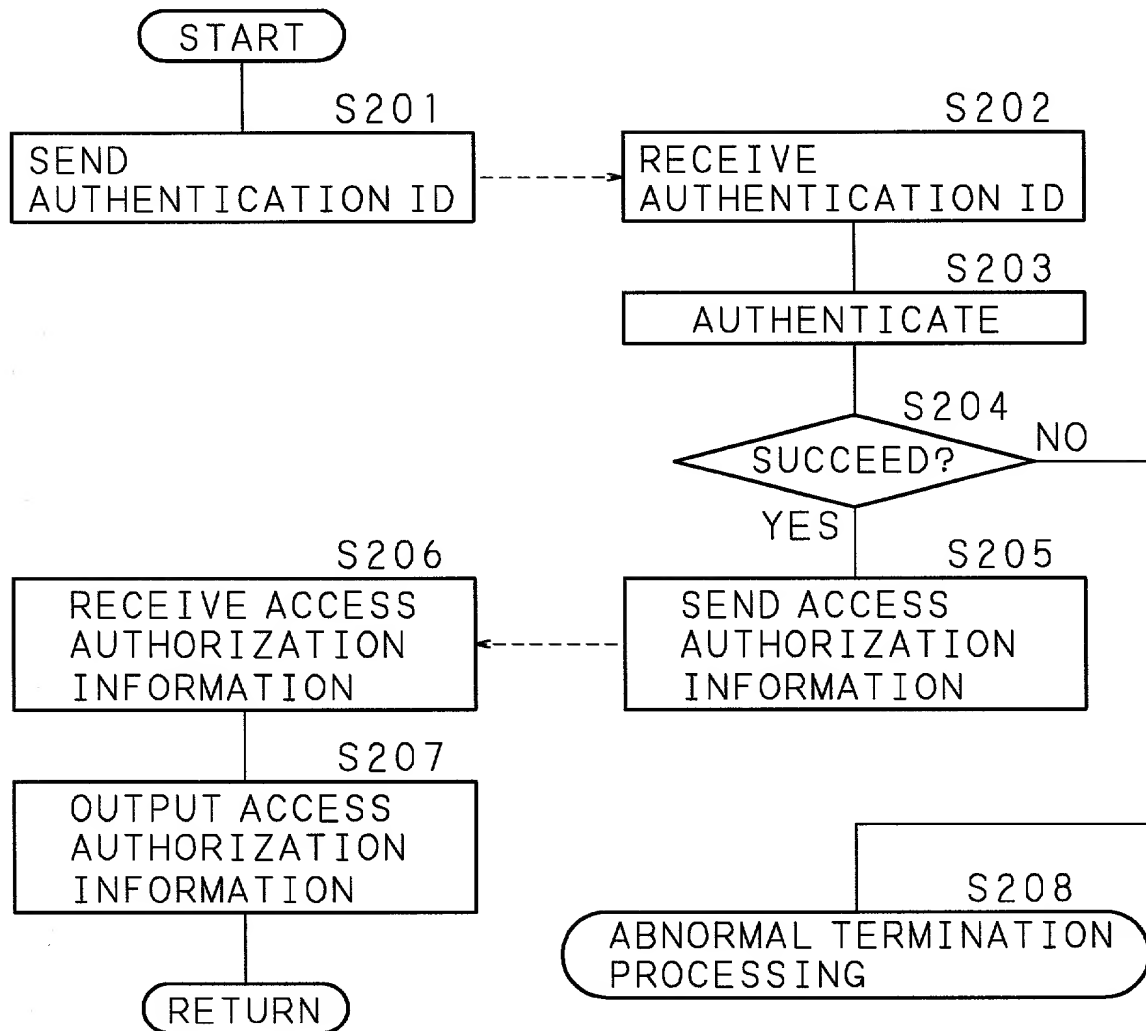 START
S201
SEND
AUTHENTICATION ID
S202
RECEIVE
AUTHENTICATION ID
S203
AUTHENTICATE
S204
SUCCEED?
NO
YES
S205
SEND ACCESS
AUTHORIZATION
INFORMATION
S206
RECEIVE ACCESS
AUTHORIZATION
INFORMATION
S207
OUTPUT ACCESS
AUTHORIZATION
INFORMATION
RETURN
S208
ABNORMAL TERMINATION
PROCESSING